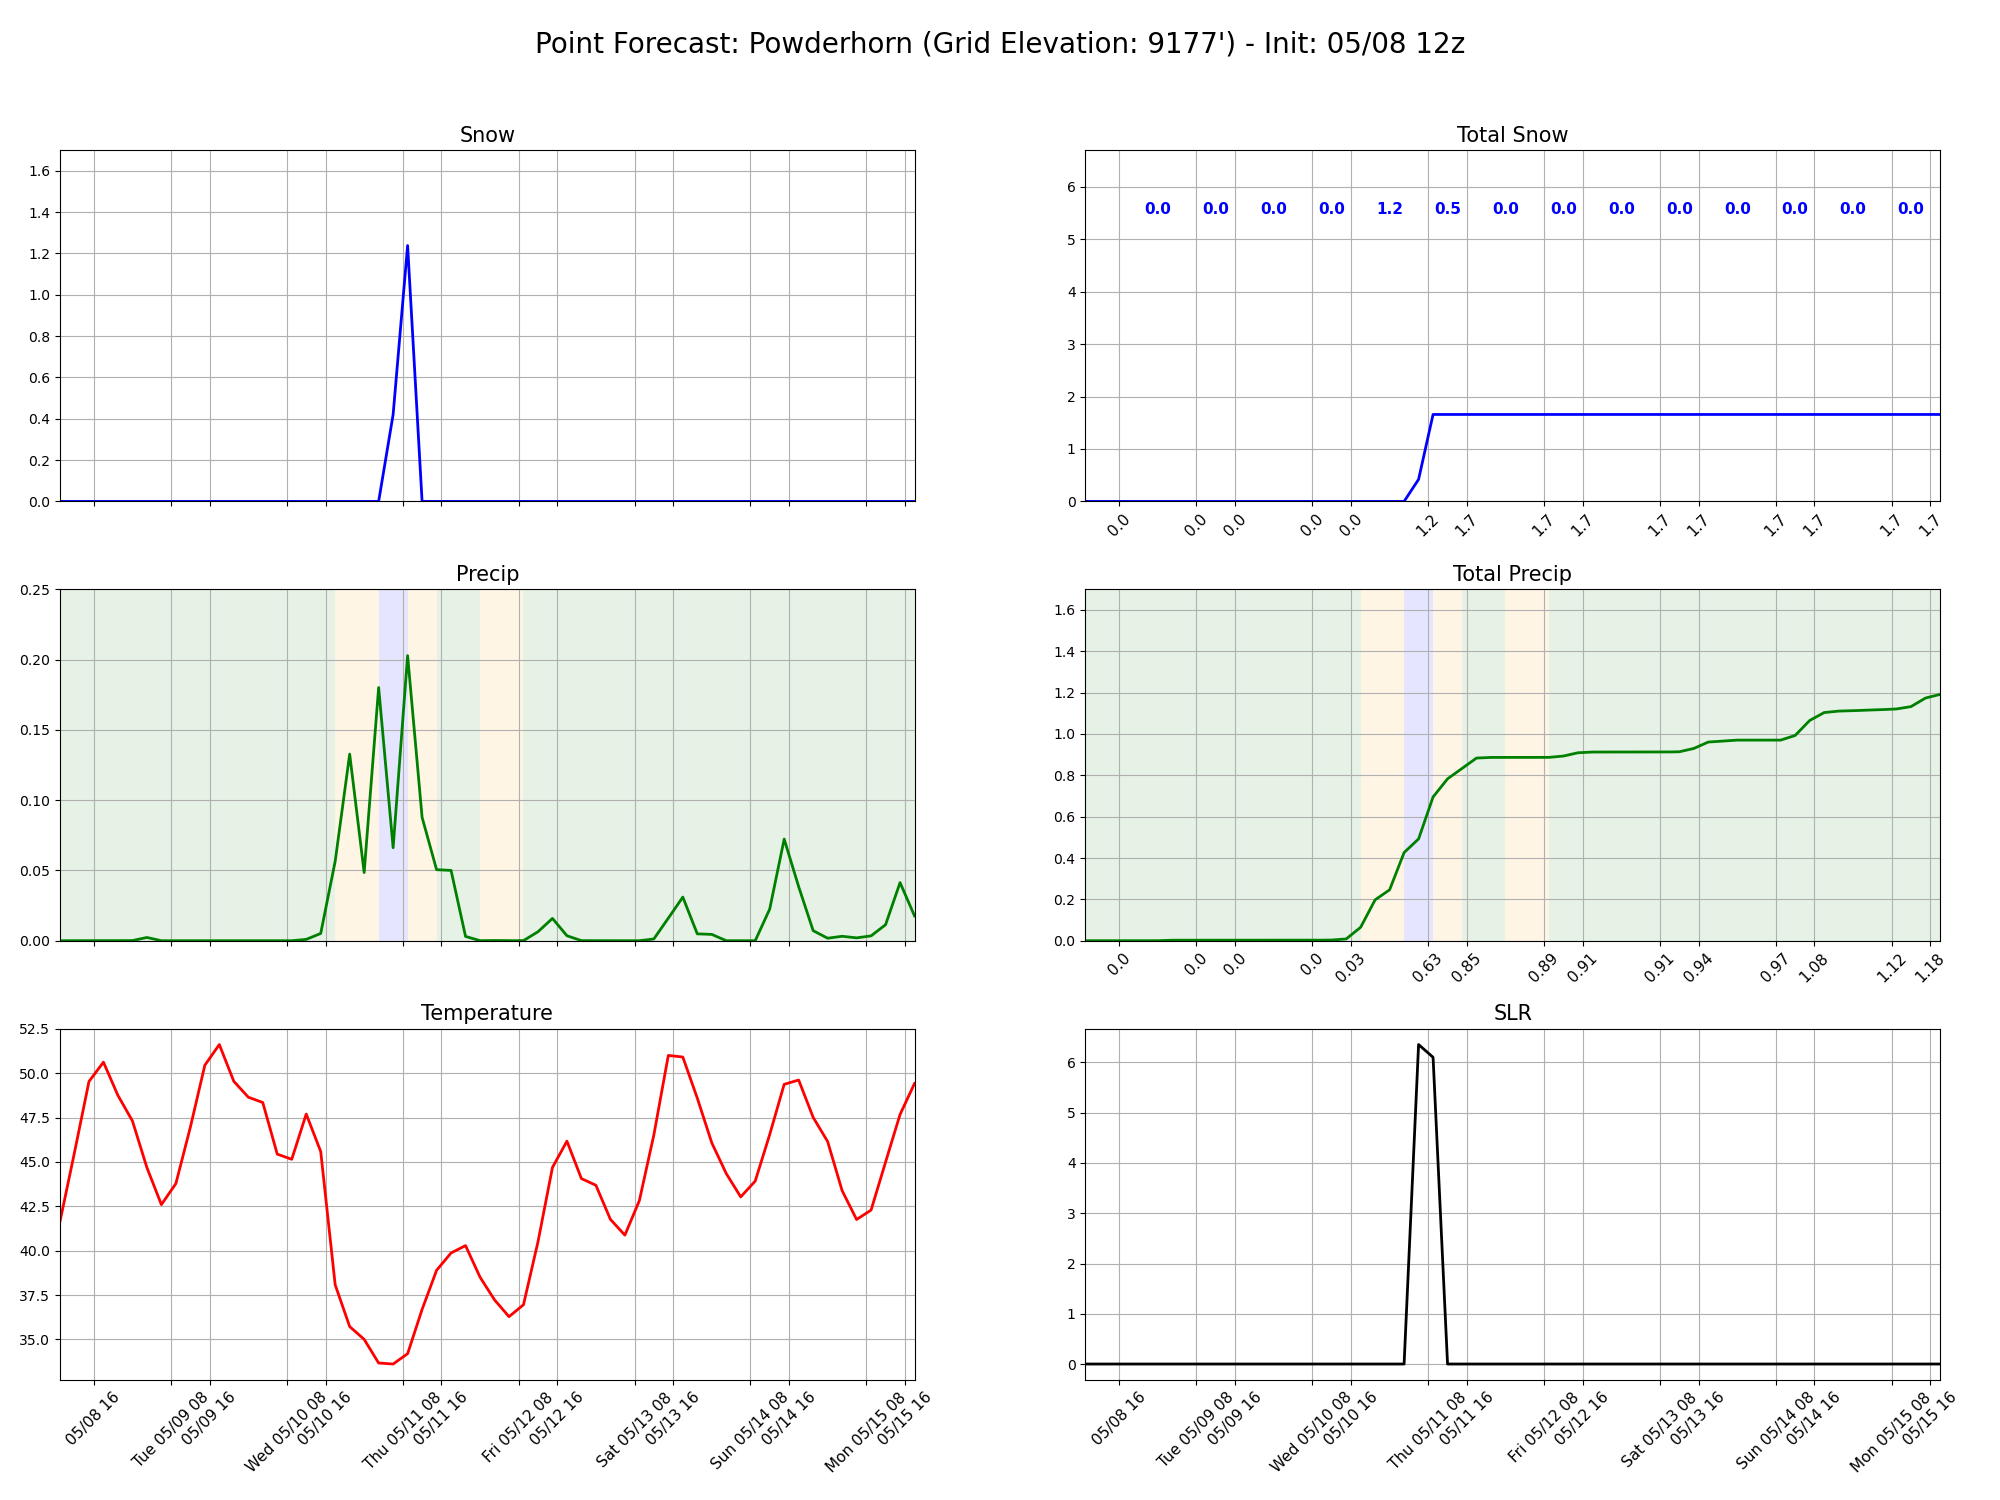 Point Forecast: Powderhorn (Grid Elevation: 9177') - Init: 05/08 12z
Snow
1.6
1.4
1.2
1.0
0.8
0.6
0.4
0.2
0.0
Total Snow
6
5
4
3
2
1
0
0.0 0.0 0.0 0.0 1.2 0.5 0.0 0.0 0.0 0.0 0.0 0.0 0.0 0.0
0.0 0.0 0.0 0.0 0.0 1.2 1.7 1.7 1.7 1.7 1.7 1.7 1.7 1.7 1.7
Precip
0.25
0.20
0.15
0.10
0.05
0.00
Total Precip
1.6
1.4
1.2
1.0
0.8
0.6
0.4
0.2
0.0
0.0 0.0 0.0 0.0 0.03 0.63 0.85 0.89 0.91 0.91 0.94 0.97 1.08 1.12 1.18
Temperature
52.5
50.0
47.5
45.0
42.5
40.0
37.5
35.0
05/08 16
Tue 05/09 08
05/09 16
Wed 05/10 08
05/10 16
Thu 05/11 08
05/11 16
Fri 05/12 08
05/12 16
Sat 05/13 08
05/13 16
Sun 05/14 08
05/14 16
Mon 05/15 08
05/15 16
SLR
6
5
4
3
2
1
0
05/08 16
Tue 05/09 08
05/09 16
Wed 05/10 08
05/10 16
Thu 05/11 08
05/11 16
Fri 05/12 08
05/12 16
Sat 05/13 08
05/13 16
Sun 05/14 08
05/14 16
Mon 05/15 08
05/15 16